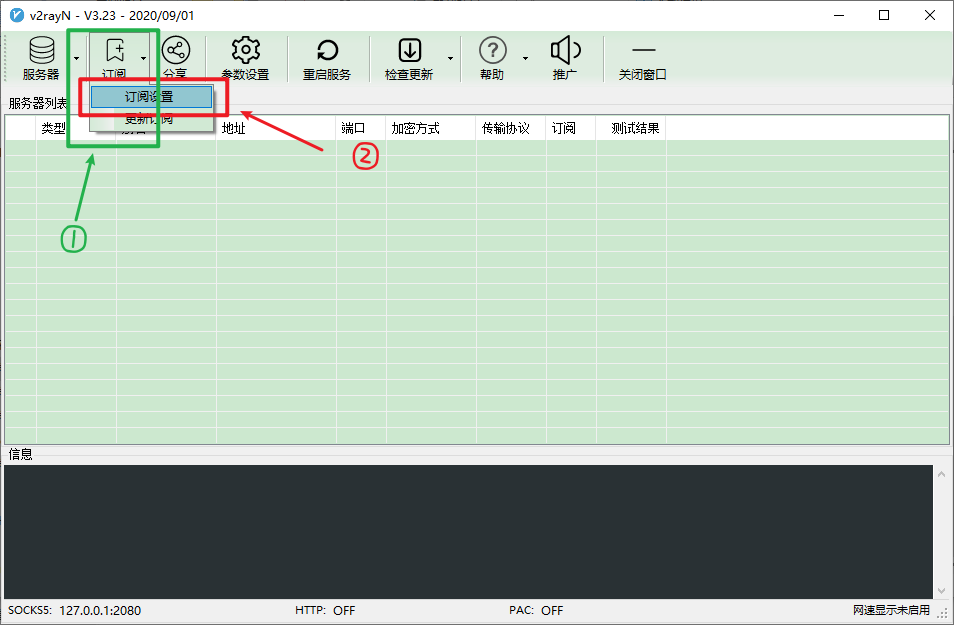 v2rayN - V3.23 - 2020/09/01
服务器 订阅 分享 参数设置 重启服务 检查更新 帮助 推广 关闭窗口
订阅设置
服务器列表
更新订阅
类型 别名 地址 端口 加密方式 传输协议 订阅 测试结果
②
①
信息
SOCKS5: 127.0.0.1:2080 HTTP: OFF PAC: OFF 网速显示未启用